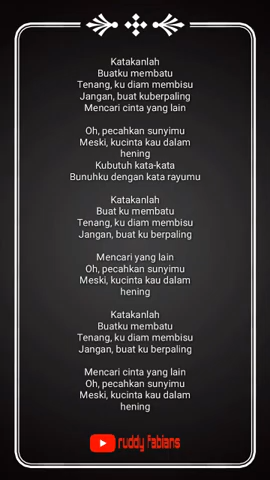 Katakanlah
Buatku membatu
Tenang, ku diam membisu
Jangan, buat kuberpaling
Mencari cinta yang lain
Oh, pecahkan sunyimu
Meski, kucinta kau dalam
hening
Kubutuh kata-kata
Bunuhku dengan kata rayumu
Katakanlah
Buat ku membatu
Tenang, ku diam membisu
Jangan, buat ku berpaling
Mencari yang lain
Oh, pecahkan sunyimu
Meski, kucinta kau dalam
hening
Katakanlah
Buatku membatu
Tenang, ku diam membisu
Jangan, buat ku berpaling
Mencari cinta yang lain
Oh, pecahkan sunyimu
Meski, kucinta kau dalam
hening
ruddy fabians